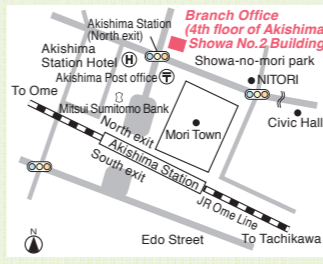 Branch Office
(4th floor of Akishima
Showa No.2 Building
Akishima Station
(North exit)
Akishima
Station Hotel
H
Showa-no-mori park
Akishima Post office
〒
NITORI
To Ome
Mitsui Sumitomo Bank
Civic Hall
North exit
Mori Town
Akishima Station
South exit
JR Ome Line
To Tachikawa
Edo Street
N